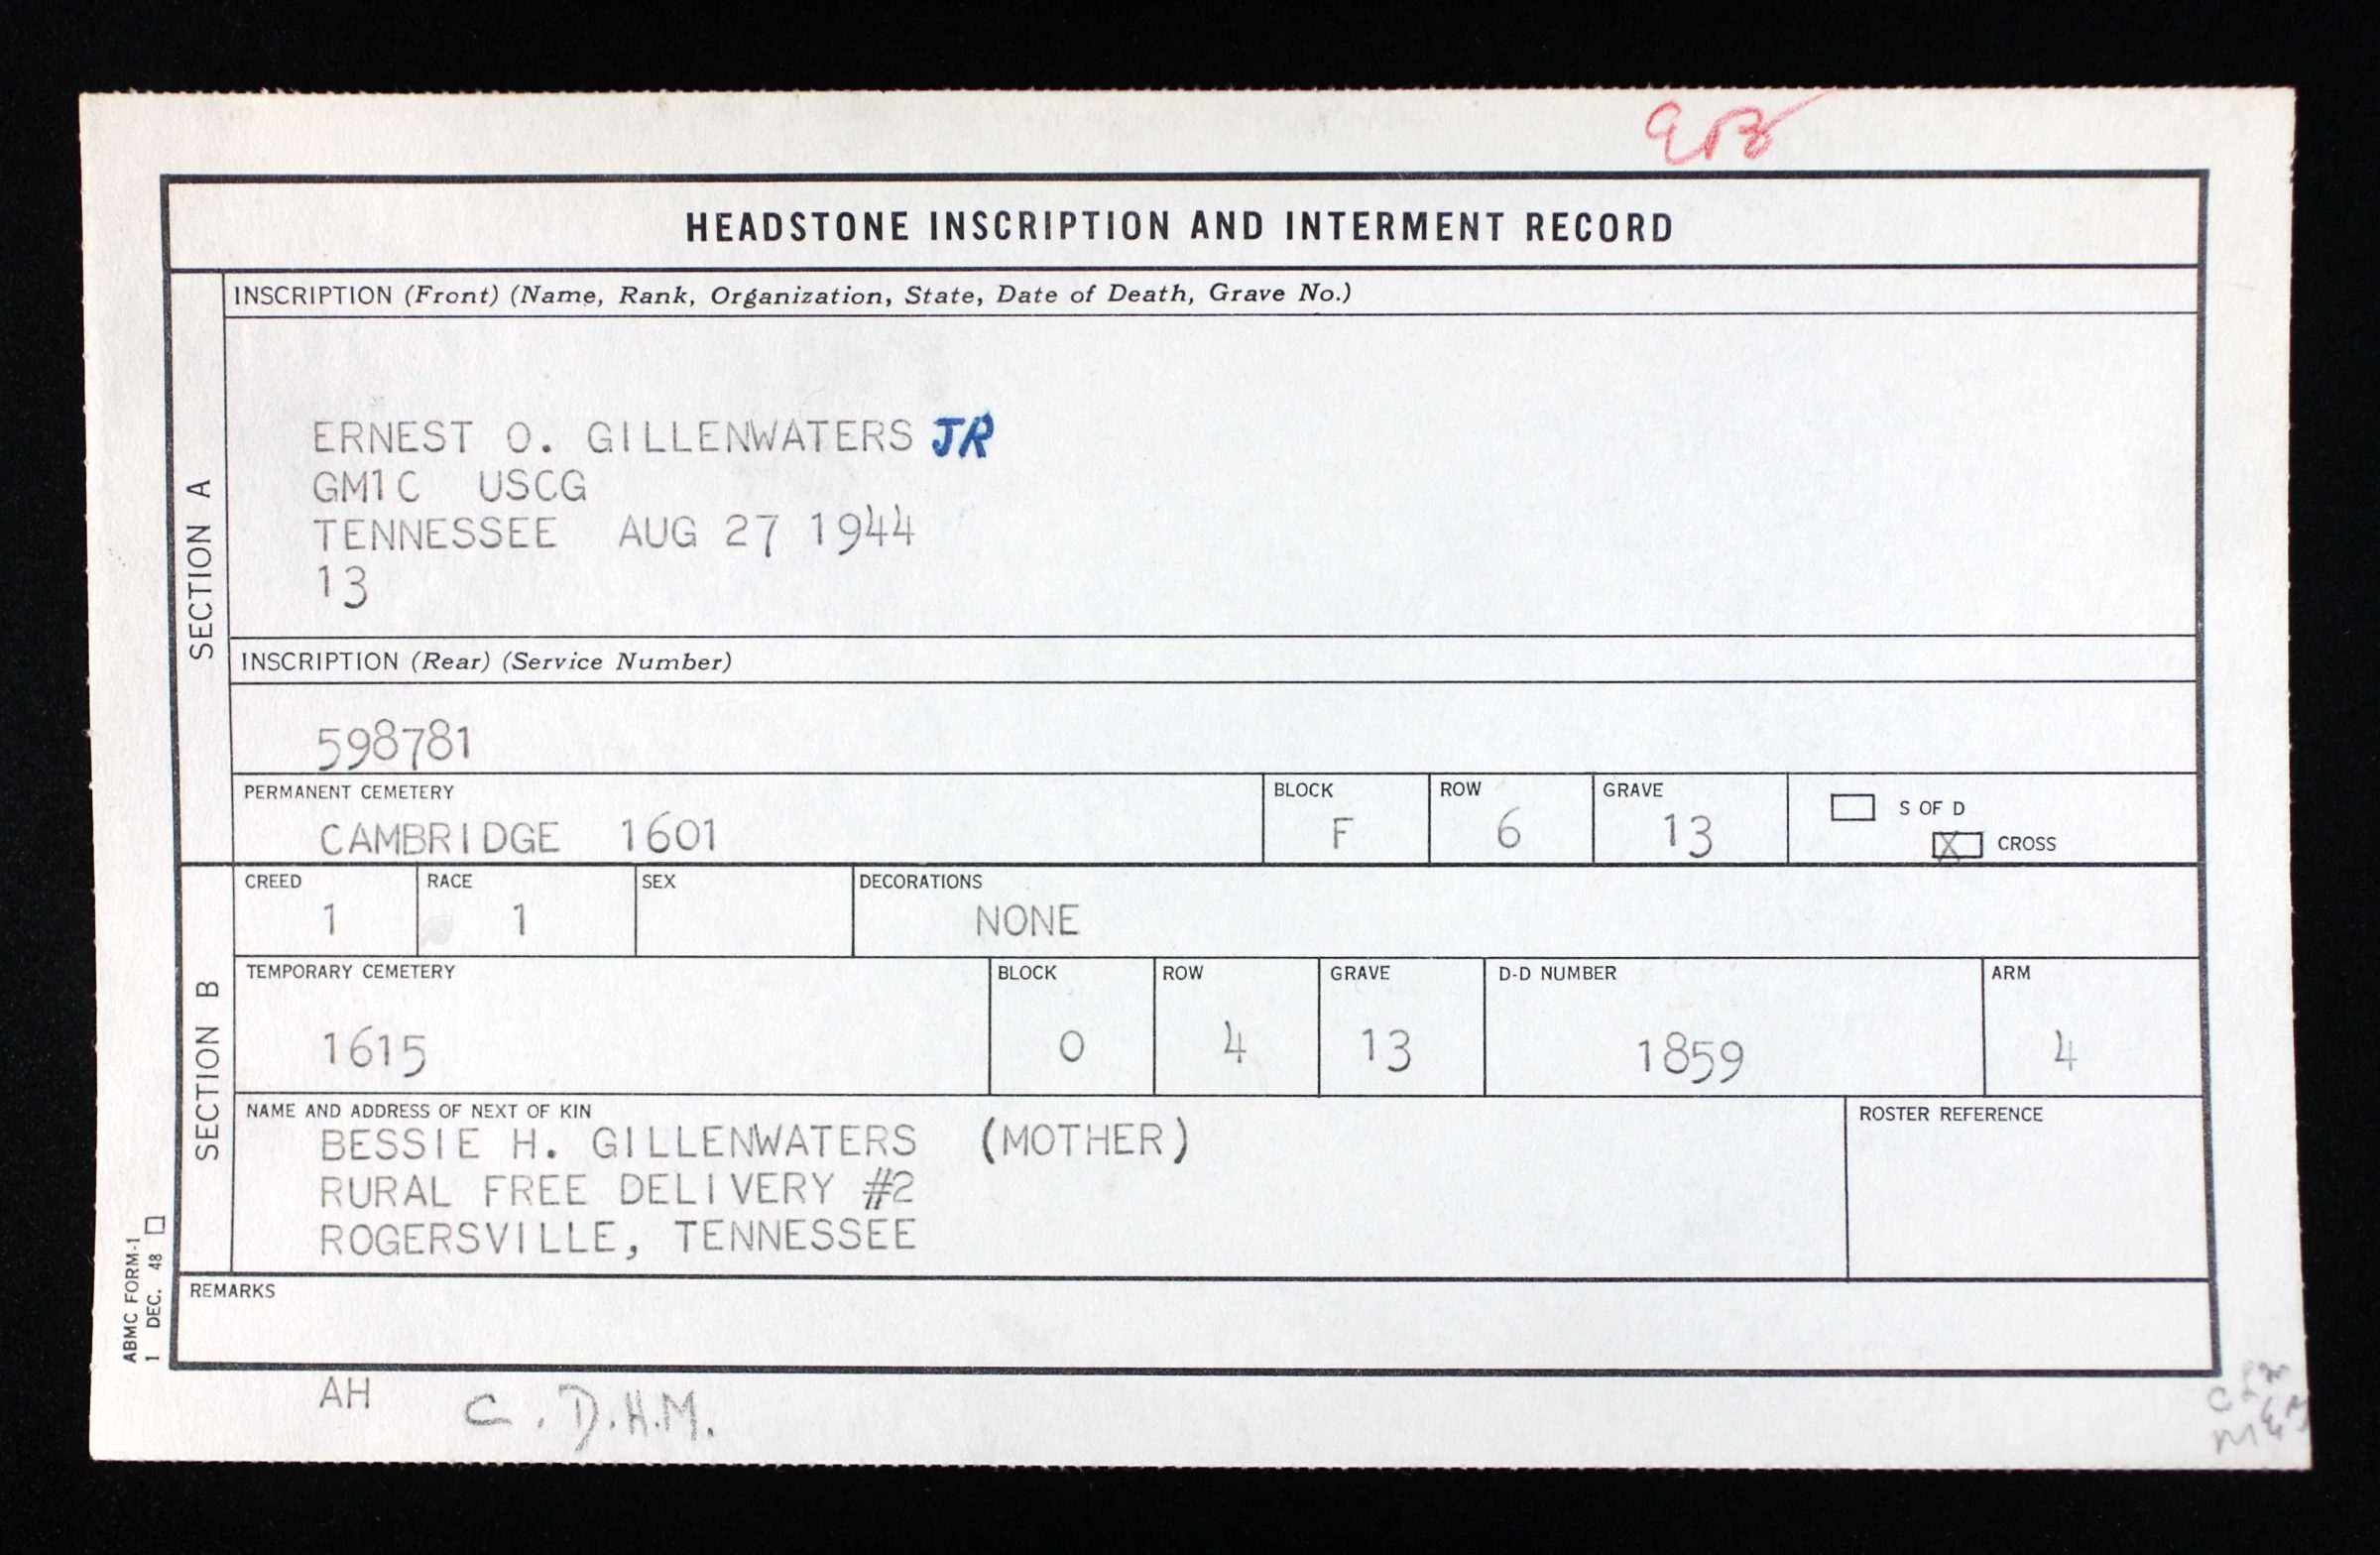 HEADSTONE INSCRIPTION AND INTERMENT RECORD
SECTION A
INSCRIPTION (Front) (Name, Rank, Organization, State, Date of Death, Grave No.)
ERNEST O. GILLENWATERS JR
GM1C USCG
TENNESSEE AUG 27 1944
13
INSCRIPTION (Rear) (Service Number)
598781
PERMANENT CEMETERY BLOCK ROW GRAVE S OF D
CAMBRIDGE 1601 F 6 13 X CROSS
SECTION B
CREED RACE SEX DECORATIONS
1 1 NONE
TEMPORARY CEMETERY BLOCK ROW GRAVE D-D NUMBER ARM
1615 O 4 13 1859 4
NAME AND ADDRESS OF NEXT OF KIN ROSTER REFERENCE
BESSIE H. GILLENWATERS (MOTHER)
RURAL FREE DELIVERY #2
ROGERSVILLE, TENNESSEE
REMARKS
ABMC FORM-1
1 DEC. 48
AH C. D.H.M.